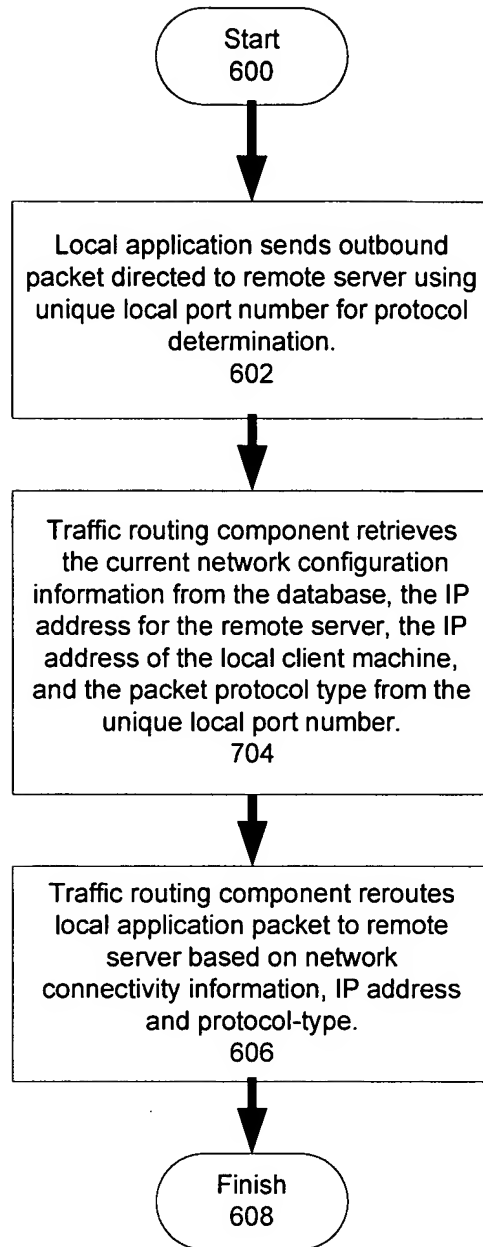 Start
600
Local application sends outbound
packet directed to remote server using
unique local port number for protocol
determination.
602
Traffic routing component retrieves
the current network configuration
information from the database, the IP
address for the remote server, the IP
address of the local client machine,
and the packet protocol type from the
unique local port number.
704
Traffic routing component reroutes
local application packet to remote
server based on network
connectivity information, IP address
and protocol-type.
606
Finish
608